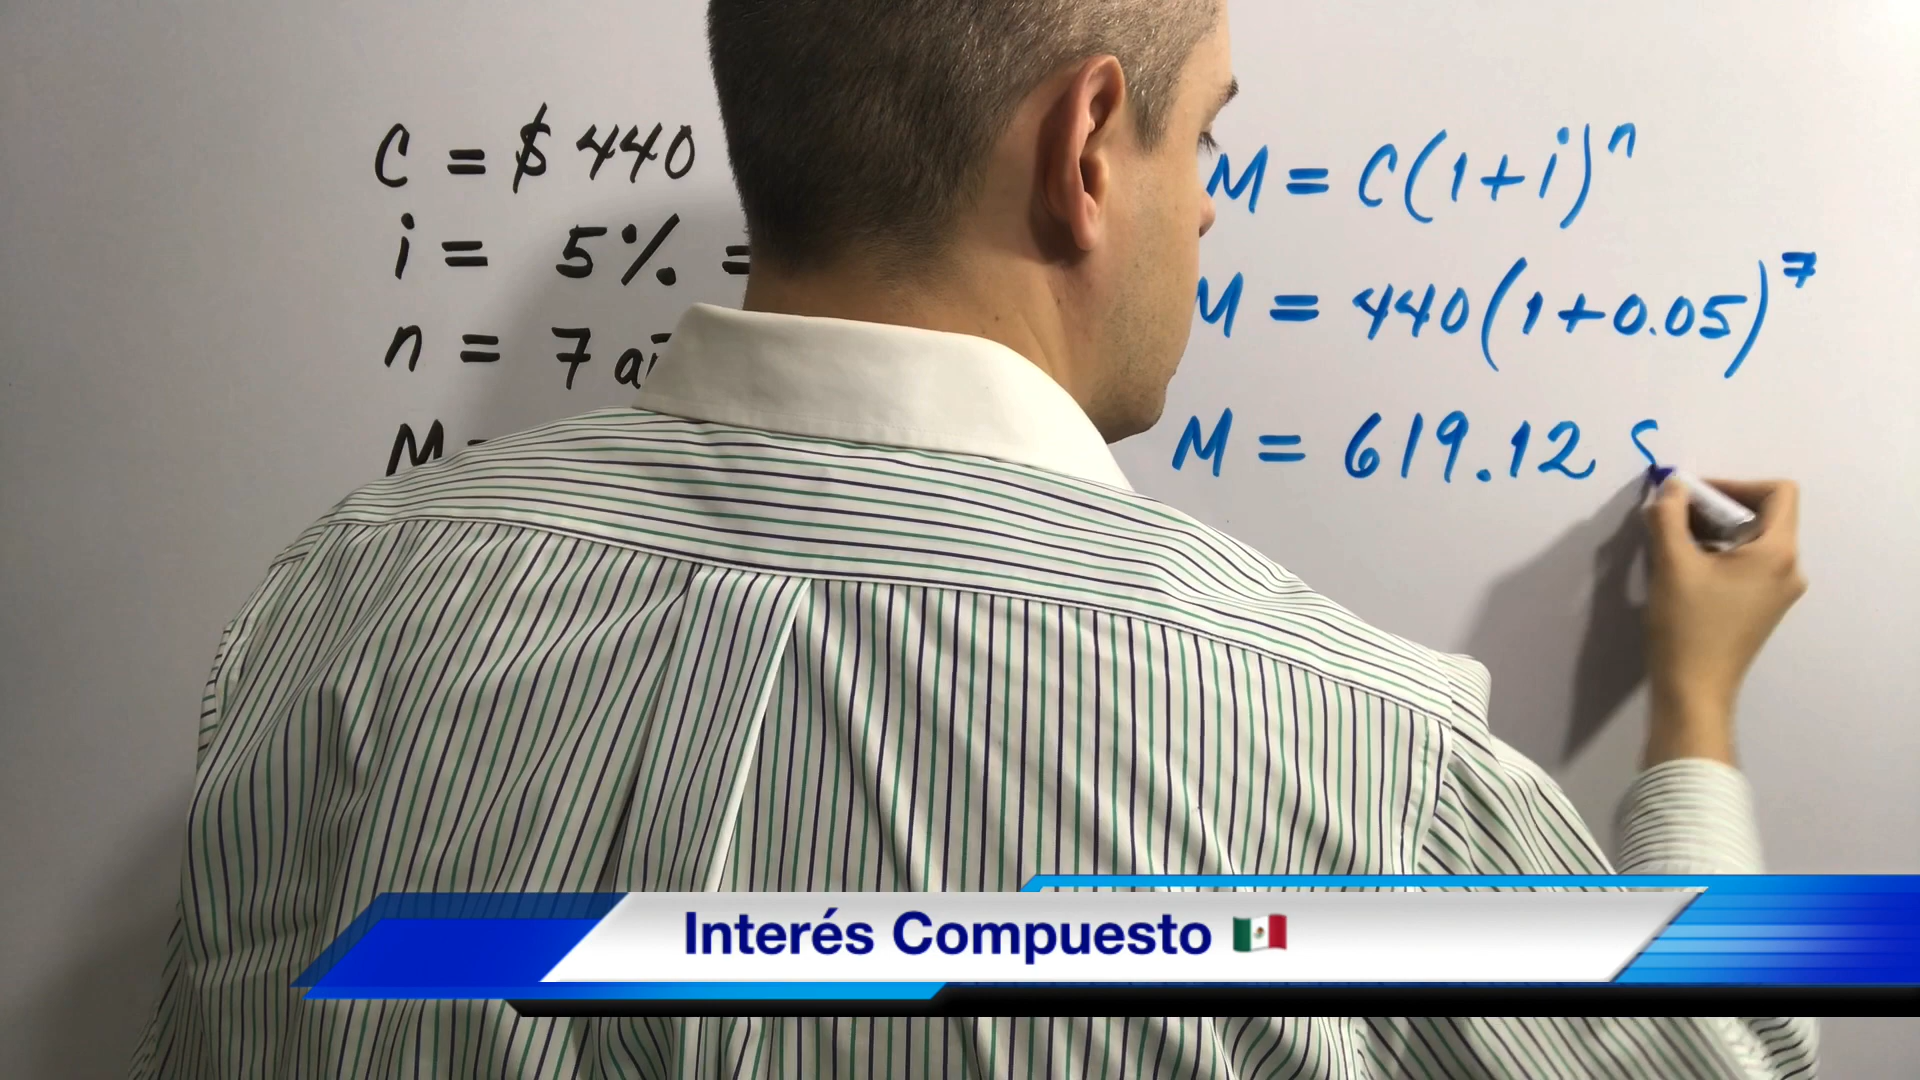 C = $ 440
i = 5% =
n = 7
M
M = C(1+i)ⁿ
M = 440(1+0.05)⁷
M = 619.12
Interés Compuesto 🇲🇽